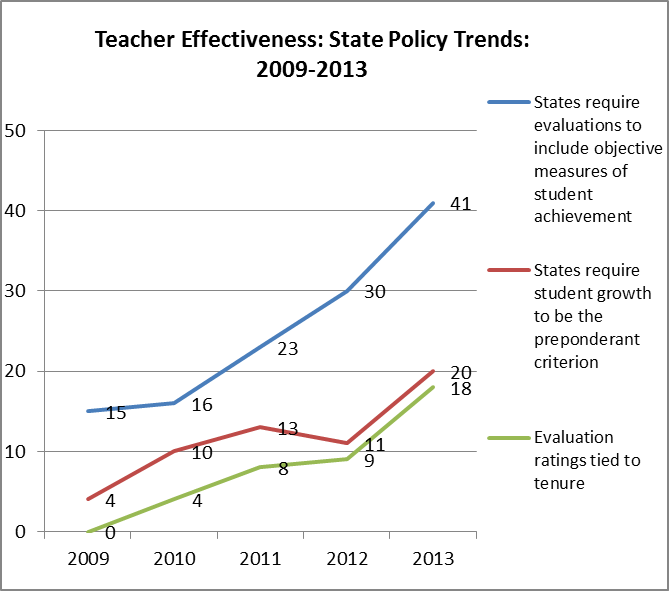 Teacher Effectiveness: State Policy Trends:
2009-2013
States require
evaluations to
include objective
measures of
student
achievement
States require
student growth
to be the
preponderant
criterion
Evaluation
ratings tied to
tenure
50
40
30
20
10
0
41
30
23
16
15
20
18
13
11
10
9
8
4
4
0
2009 2010 2011 2012 2013